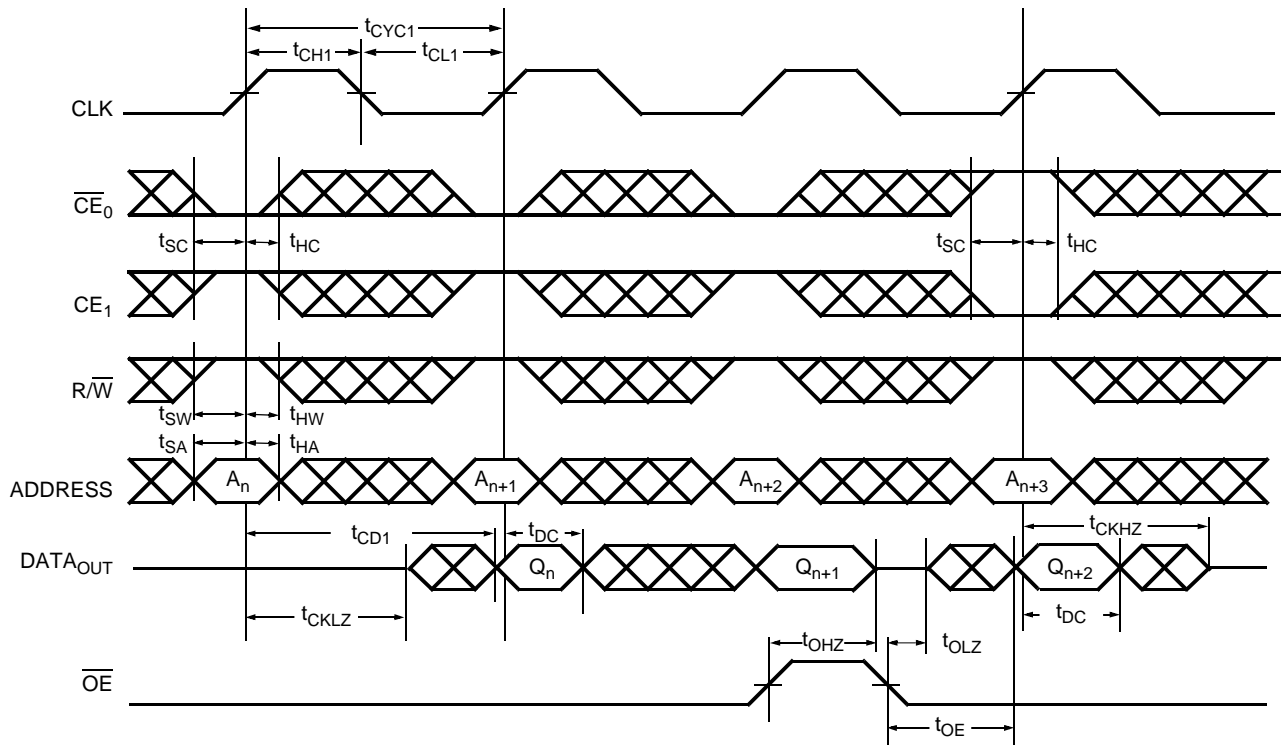 tCYC1
tCH1
tCL1
CLK
CE0
tSC
tHC
tSC
tHC
CE1
R/W
tSW
tHW
tSA
tHA
ADDRESS
An
An+1
An+2
An+3
tCD1
tDC
tCKHZ
DATAOUT
Qn
Qn+1
Qn+2
tCKLZ
tDC
tOHZ
tOLZ
OE
tOE